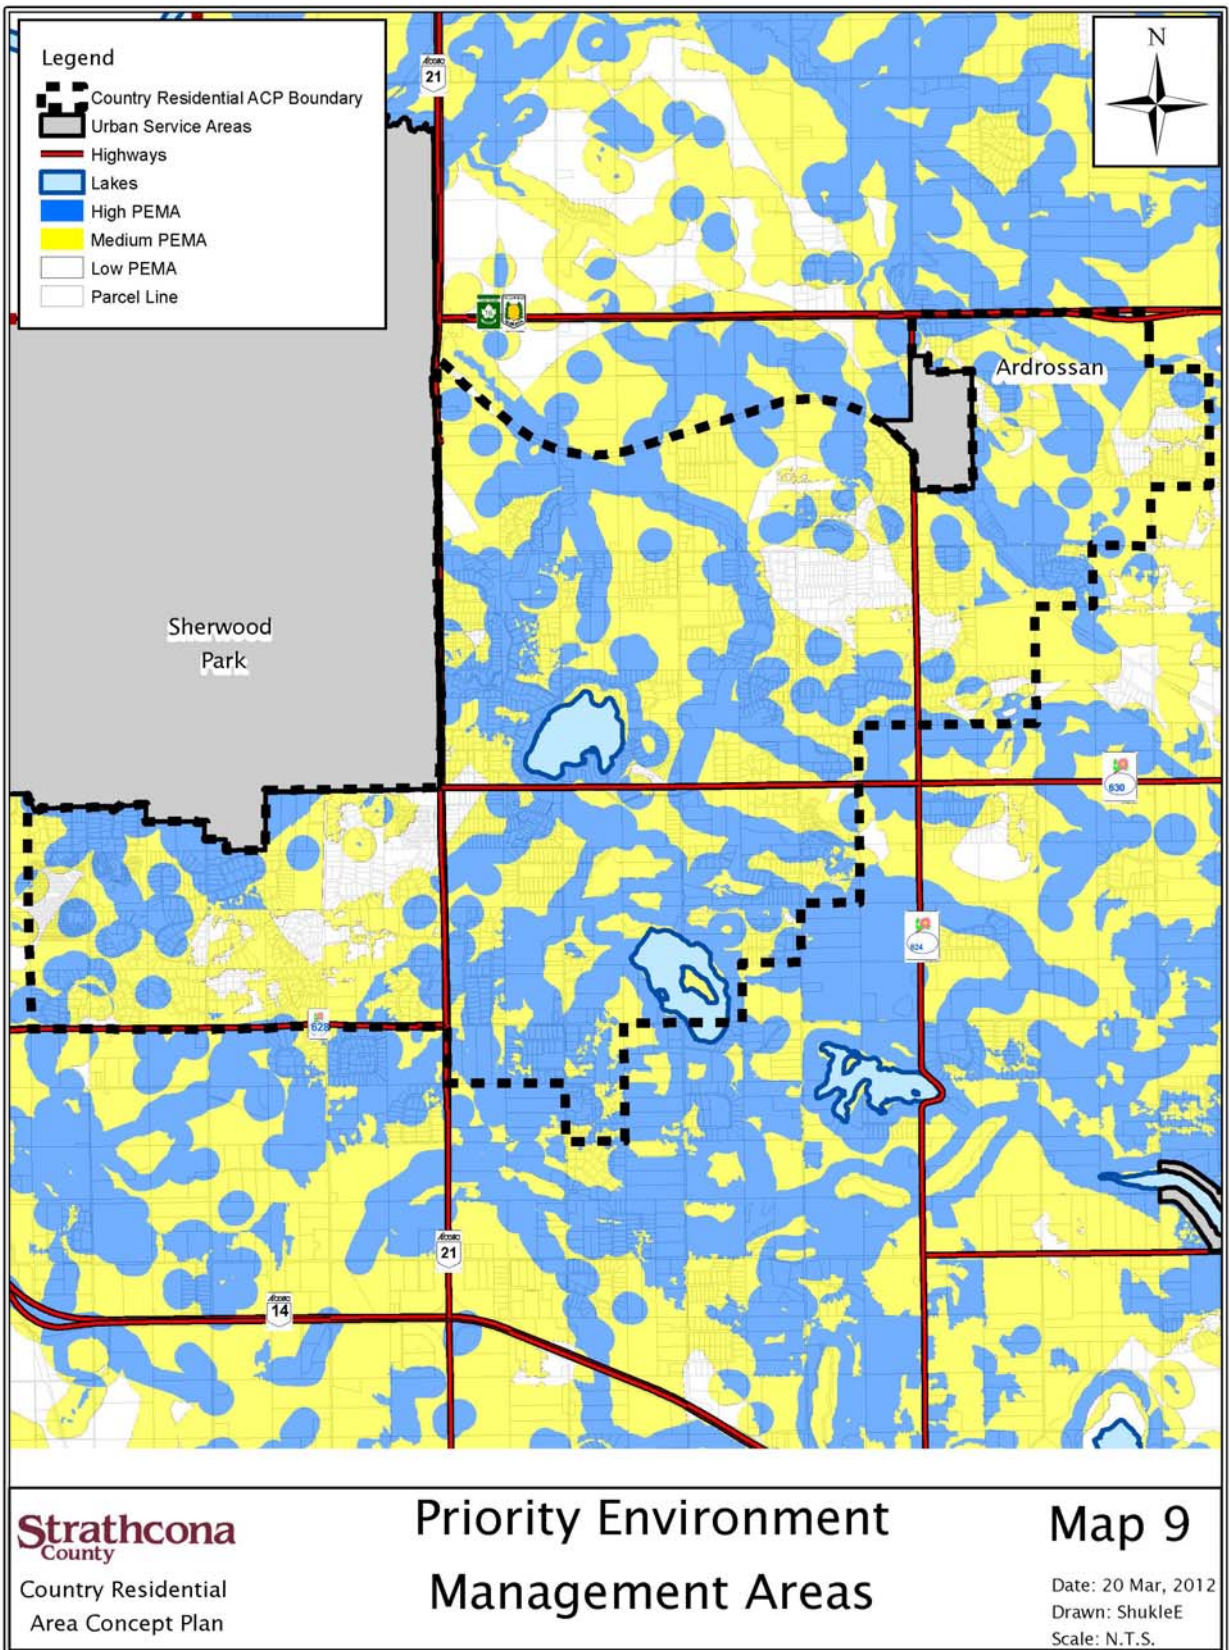 Legend
Country Residential ACP Boundary
Urban Service Areas
Highways
Lakes
High PEMA
Medium PEMA
Low PEMA
Parcel Line
21
N
Ardrossan
Sherwood
Park
630
824
628
21
14
Strathcona
County
Country Residential
Area Concept Plan
Priority Environment
Management Areas
Map 9
Date: 20 Mar, 2012
Drawn: ShukleE
Scale: N.T.S.